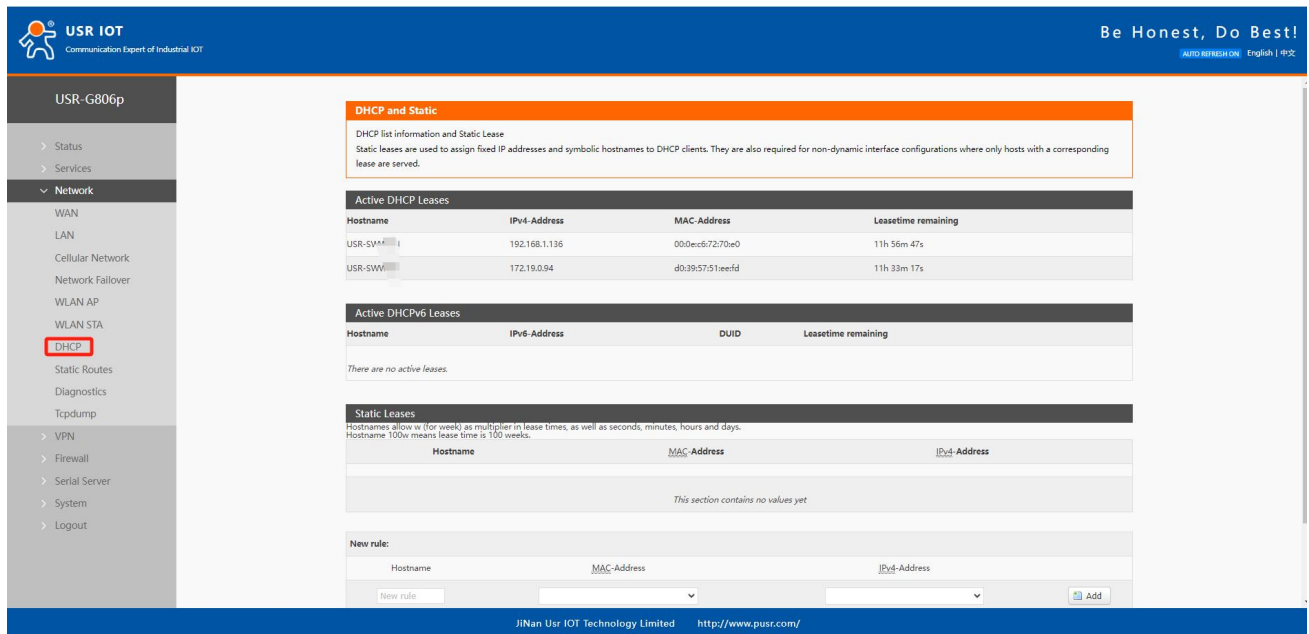 USR IOT
Communication Expert of Industrial IOT
Be Honest, Do Best!
AUTO REFRESH ON English | 中文
USR-G806p
Status
Services
Network
WAN
LAN
Cellular Network
Network Failover
WLAN AP
WLAN STA
DHCP
Static Routes
Diagnostics
Tcpdump
VPN
Firewall
Serial Server
System
Logout
DHCP and Static
DHCP list information and Static Lease
Static leases are used to assign fixed IP addresses and symbolic hostnames to DHCP clients. They are also required for non-dynamic interface configurations where only hosts with a corresponding
lease are served.
Active DHCP Leases
Hostname IPv4-Address MAC-Address Leasetime remaining
192.168.1.136 00:0e:c6:72:70:e0 11h 56m 47s
172.19.0.94 d0:39:57:51:ee:fd 11h 33m 17s
Active DHCPv6 Leases
Hostname IPv6-Address DUID Leasetime remaining
There are no active leases.
Static Leases
Hostnames allow w (for week) as multiplier in lease times, as well as seconds, minutes, hours and days.
Hostname 100w means lease time is 100 weeks.
Hostname MAC-Address IPv4-Address
This section contains no values yet
New rule:
Hostname MAC-Address IPv4-Address
New rule Add
JiNan Usr IOT Technology Limited http://www.pusr.com/